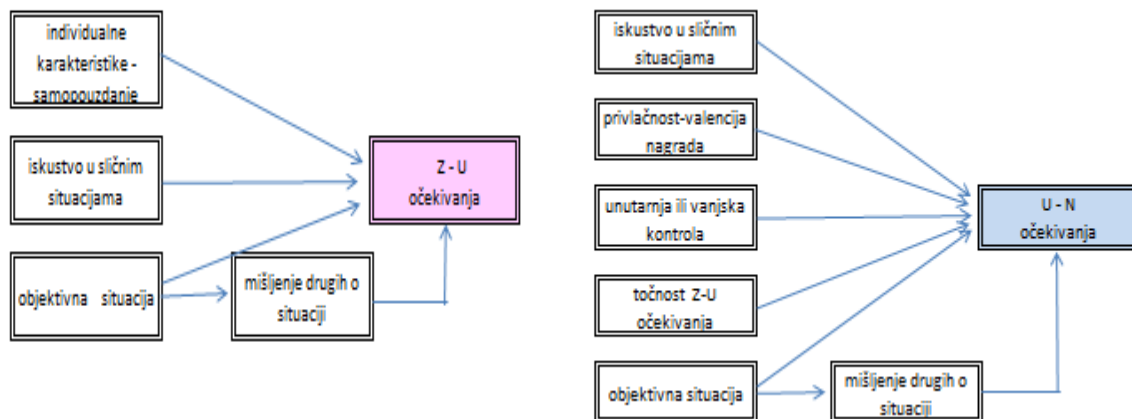 individualne
karakteristike -
samopouzdanje
iskustvo u sličnim
situacijama
objektivna situacija
mišljenje drugih o
situaciji
Z - U
očekivanja
iskustvo u sličnim
situacijama
privlačnost-valencija
nagrada
unutarnja ili vanjska
kontrola
točnost Z-U
očekivanja
objektivna situacija
mišljenje drugih o
situaciji
U - N
očekivanja